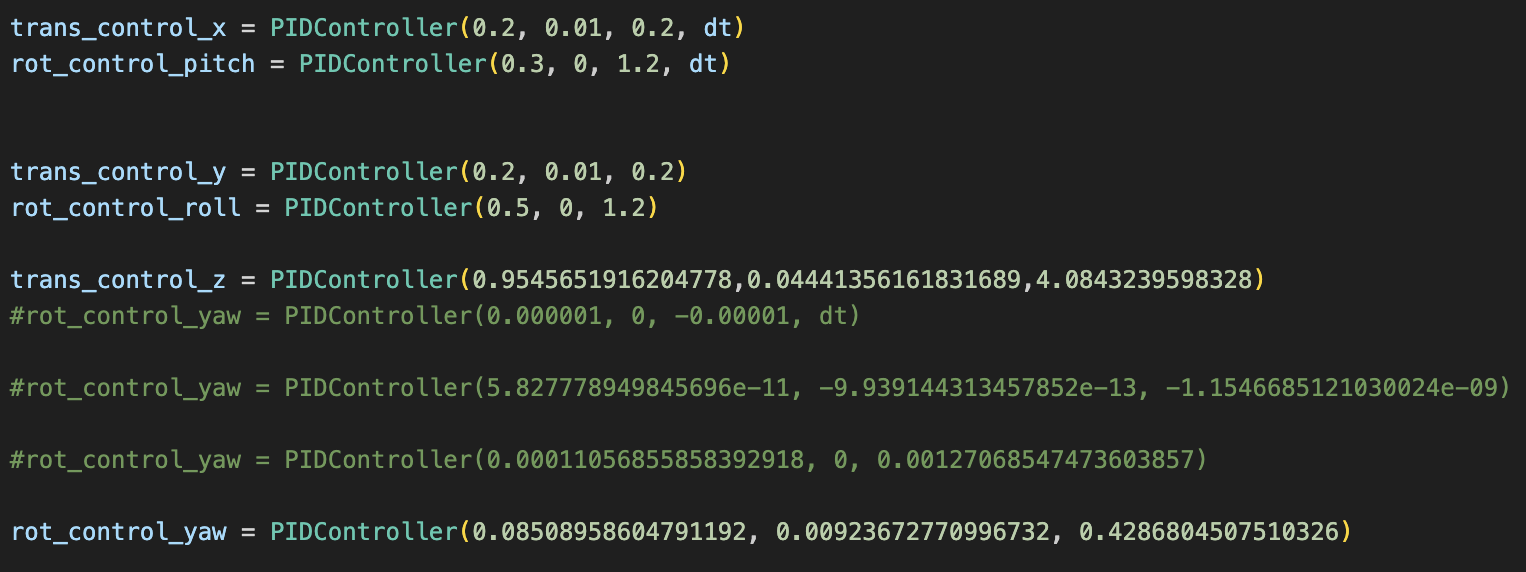 trans_control_x = PIDController(0.2, 0.01, 0.2, dt)
rot_control_pitch = PIDController(0.3, 0, 1.2, dt)
trans_control_y = PIDController(0.2, 0.01, 0.2)
rot_control_roll = PIDController(0.5, 0, 1.2)
trans_control_z = PIDController(0.9545651916204778,0.04441356161831689,4.0843239598328)
#rot_control_yaw = PIDController(0.000001, 0, -0.00001, dt)
#rot_control_yaw = PIDController(5.827778949845696e-11, -9.939144313457852e-13, -1.1546685121030024e-09)
#rot_control_yaw = PIDController(0.00011056855858392918, 0, 0.00127068547473603857)
rot_control_yaw = PIDController(0.08508958604791192, 0.00923672770996732, 0.4286804507510326)